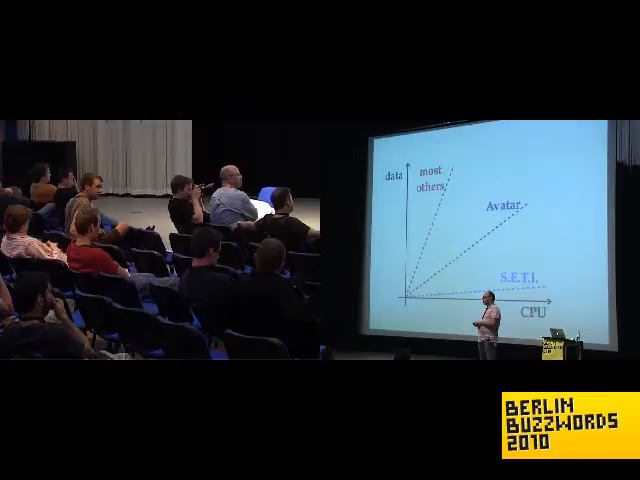 data
most
others
Avatar
S.E.T.I.
CPU
BERLIN
BUZZWORDS
2010